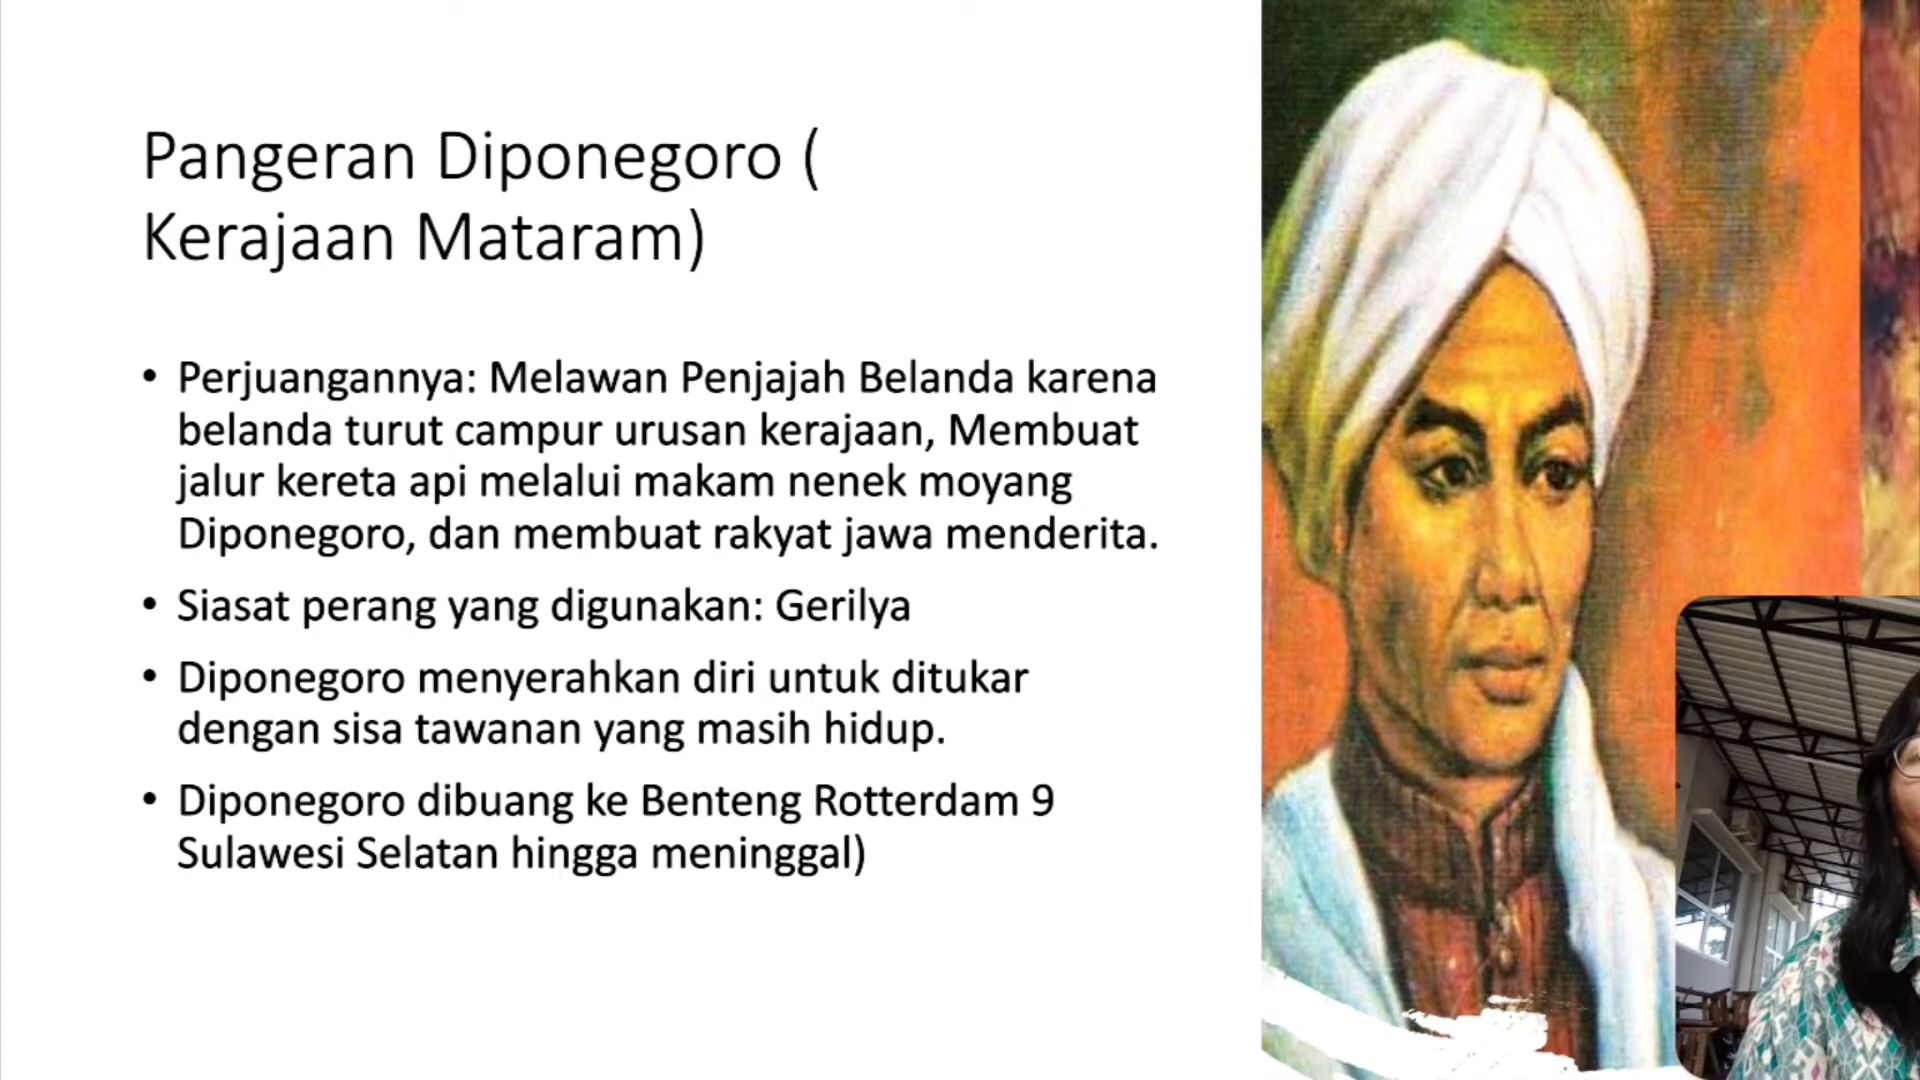 Pangeran Diponegoro (
Kerajaan Mataram)
• Perjuangannya: Melawan Penjajah Belanda karena
belanda turut campur urusan kerajaan, Membuat
jalur kereta api melalui makam nenek moyang
Diponegoro, dan membuat rakyat jawa menderita.
• Siasat perang yang digunakan: Gerilya
• Diponegoro menyerahkan diri untuk ditukar
dengan sisa tawanan yang masih hidup.
• Diponegoro dibuang ke Benteng Rotterdam 9
Sulawesi Selatan hingga meninggal)